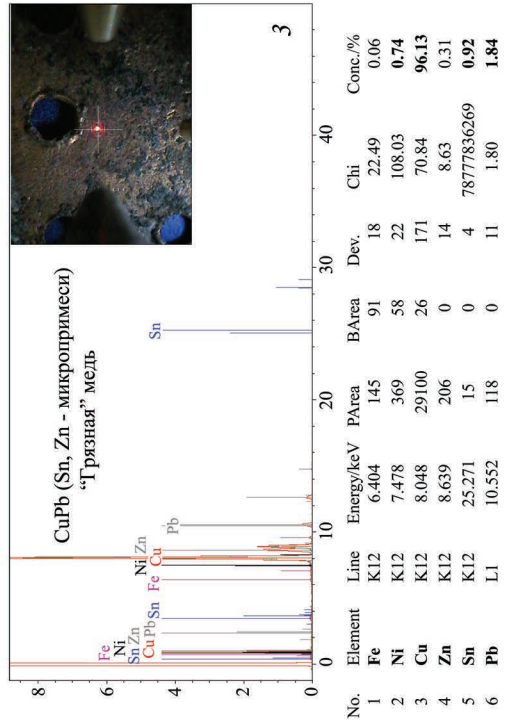 3
CuPb (Sn, Zn - микропримеси)
“Грязная” медь
8
6
4
2
0
Fe
Ni
Sn Zn
Cu Pb Sn
Fe
Ni Zn
Cu
Pb
Sn
0
10
20
30
40
No. Element Line Energy/keV PArea BArea Dev. Chi Conc./%
1 Fe K12 6.404 145 91 18 22.49 0.06
2 Ni K12 7.478 369 58 22 108.03 0.74
3 Cu K12 8.048 29100 26 171 70.84 96.13
4 Zn K12 8.639 206 0 14 8.63 0.31
5 Sn K12 25.271 15 0 4 78777836269 0.92
6 Pb L1 10.552 118 0 11 1.80 1.84